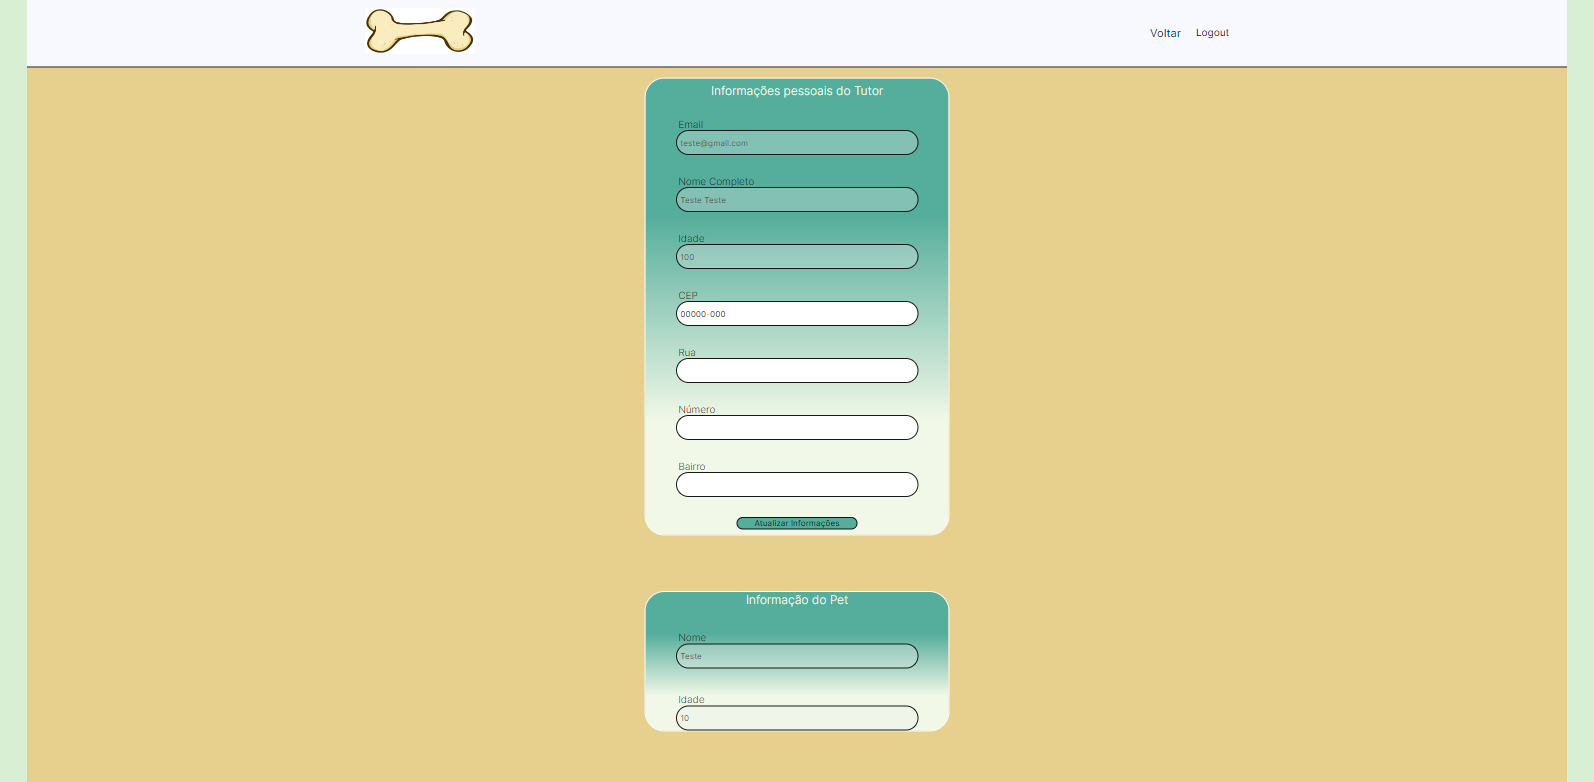 Voltar Logout
Informações pessoais do Tutor
Email
teste@gmail.com
Nome Completo
Teste Teste
Idade
100
CEP
00000-000
Rua
Número
Bairro
Atualizar Informações
Informação do Pet
Nome
Teste
Idade
10